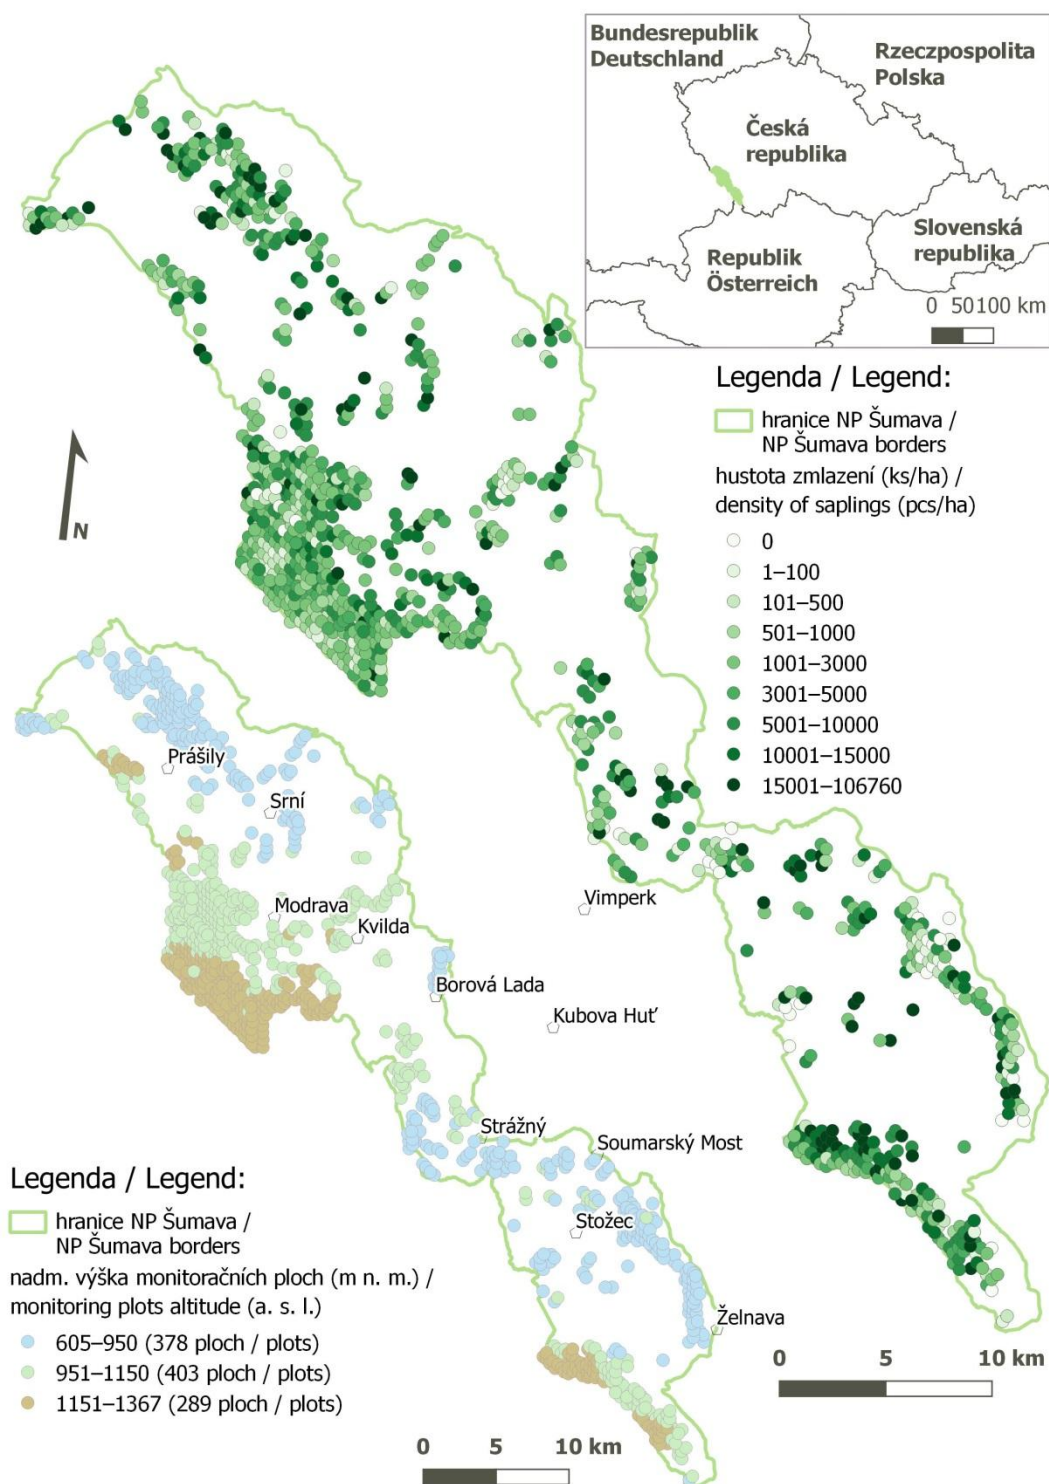 Bundesrepublik
Deutschland
Rzeczpospolita
Polska
Česká
republika
Slovenská
republika
Republik
Österreich
0 50 100 km
Legenda / Legend:
hranice NP Šumava /
NP Šumava borders
hustota zmlazení (ks/ha) /
density of saplings (pcs/ha)
0
1–100
101–500
501–1000
1001–3000
3001–5000
5001–10000
10001–15000
15001–106760
N
Prášily
Srní
Modrava
Kvilda
Vimperk
Borová Lada
Kubova Huť
Strážný
Soumarský Most
Stožec
Želnava
Legenda / Legend:
hranice NP Šumava /
NP Šumava borders
nadm. výška monitoračních ploch (m n. m.) /
monitoring plots altitude (a. s. l.)
605–950 (378 ploch / plots)
951–1150 (403 ploch / plots)
1151–1367 (289 ploch / plots)
0 5 10 km
0 5 10 km